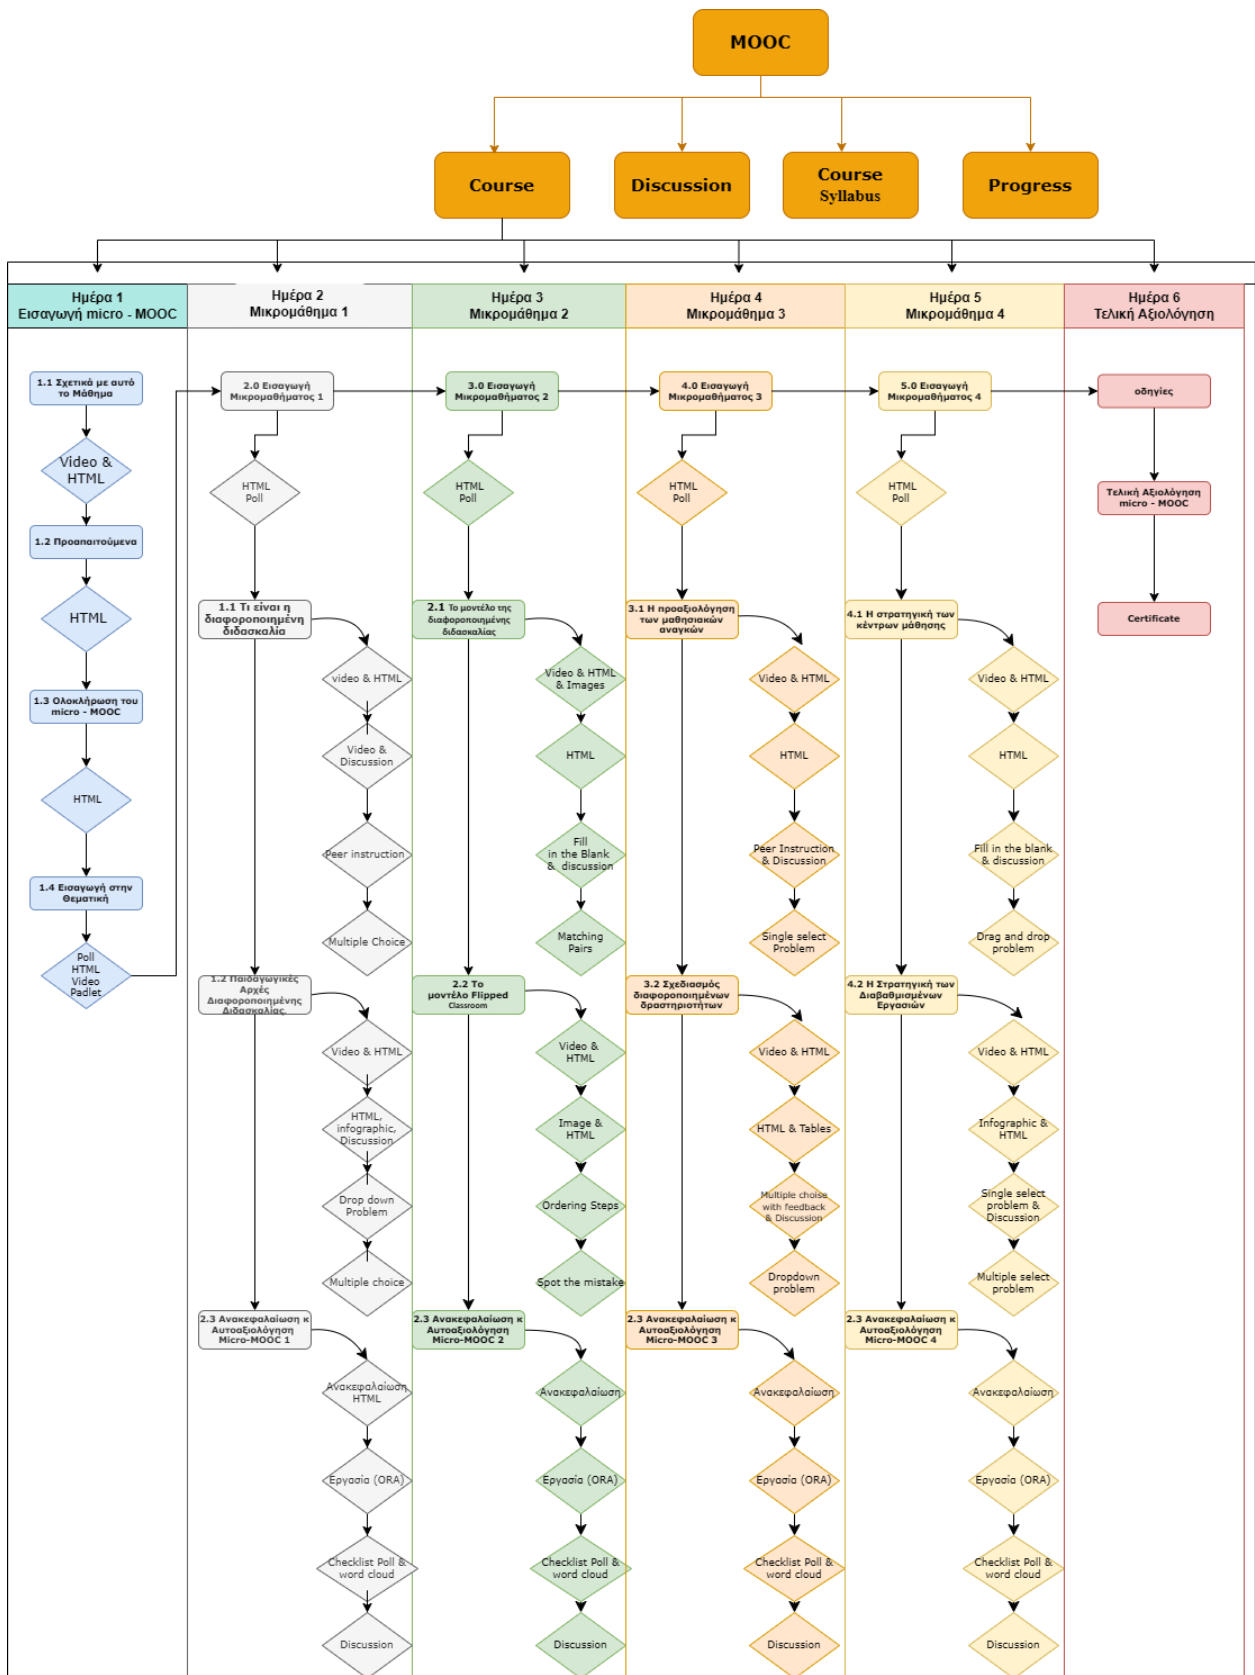 MOOC
Course
Discussion
Course
Syllabus
Progress
Ημέρα 1
Εισαγωγή micro - MOOC
Ημέρα 2
Μικρομάθημα 1
Ημέρα 3
Μικρομάθημα 2
Ημέρα 4
Μικρομάθημα 3
Ημέρα 5
Μικρομάθημα 4
Ημέρα 6
Τελική Αξιολόγηση
1.1 Σχετικά με αυτό
το Μάθημα
Video &
HTML
1.2 Προαπαιτούμενα
HTML
1.3 Ολοκλήρωση του
micro - MOOC
HTML
1.4 Εισαγωγή στην
Θεματική
Poll
HTML
Video
Padlet
2.0 Εισαγωγή
Μικρομαθήματος 1
HTML
Poll
1.1 Τι είναι η
διαφοροποιημένη
διδασκαλία
video & HTML
Video &
Discussion
Peer instruction
Multiple Choice
1.2 Παιδαγωγικές
Αρχές
Διαφοροποιημένης
Διδασκαλίας.
Video & HTML
HTML,
infographic,
Discussion
Drop down
Problem
Multiple choice
2.3 Ανακεφαλαίωση κ
Αυτοαξιολόγηση
Micro-MOOC 1
Ανακεφαλαίωση
HTML
Εργασία (ORA)
Checklist Poll &
word cloud
Discussion
3.0 Εισαγωγή
Μικρομαθήματος 2
HTML
Poll
2.1 Το μοντέλο της
διαφοροποιημένης
διδασκαλίας
Video & HTML
& Images
HTML
Fill
in the Blank
& discussion
Matching
Pairs
2.2 Το
μοντέλο Flipped
Classroom
Video &
HTML
Image &
HTML
Ordering Steps
Spot the mistake
2.3 Ανακεφαλαίωση κ
Αυτοαξιολόγηση
Micro-MOOC 2
Ανακεφαλαίωση
Εργασία (ORA)
Checklist Poll &
word cloud
Discussion
4.0 Εισαγωγή
Μικρομαθήματος 3
HTML
Poll
3.1 Η προαξιολόγηση
των μαθησιακών
αναγκών
Video & HTML
HTML
Peer Instruction
& Discussion
Single select
Problem
3.2 Σχεδιασμός
διαφοροποιημένων
δραστηριοτήτων
Video & HTML
HTML & Tables
Multiple choise
with feedback
& Discussion
Dropdown
problem
2.3 Ανακεφαλαίωση κ
Αυτοαξιολόγηση
Micro-MOOC 3
Ανακεφαλαίωση
Εργασία (ORA)
Checklist Poll &
word cloud
Discussion
5.0 Εισαγωγή
Μικρομαθήματος 4
HTML
Poll
4.1 Η στρατηγική των
κέντρων μάθησης
Video & HTML
HTML
Fill in the blank
& discussion
Drag and drop
problem
4.2 Η Στρατηγική των
Διαβαθμισμένων
Εργασιών
Video & HTML
Infographic &
HTML
Single select
problem &
Discussion
Multiple select
problem
2.3 Ανακεφαλαίωση κ
Αυτοαξιολόγηση
Micro-MOOC 4
Ανακεφαλαίωση
Εργασία (ORA)
Checklist Poll &
word cloud
Discussion
οδηγίες
Τελική Αξιολόγηση
micro - MOOC
Certificate